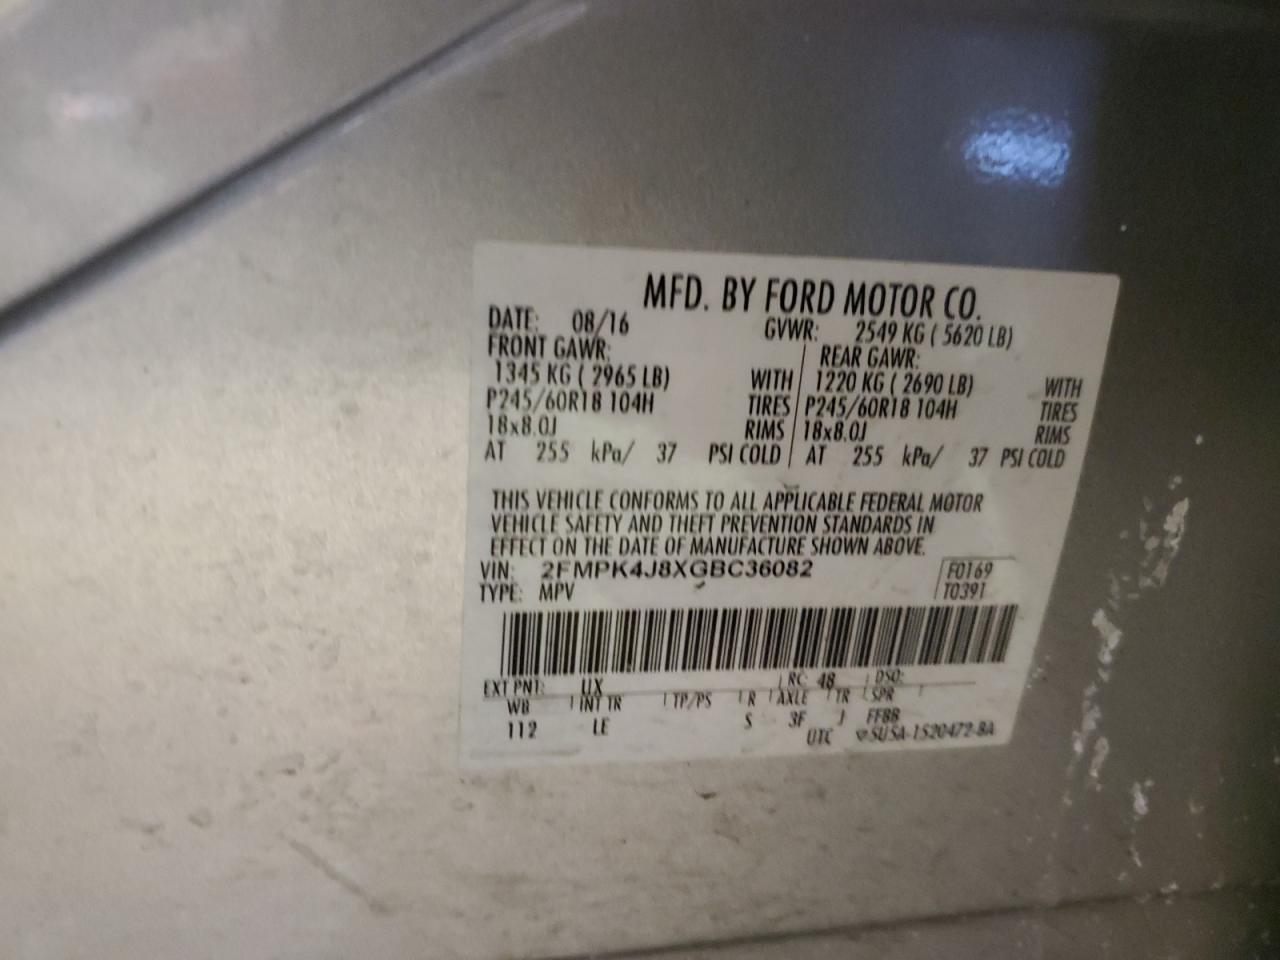 MFD. BY FORD MOTOR CO.
DATE: 08/16 GVWR: 2549 KG ( 5620 LB)
FRONT GAWR: REAR GAWR:
1345 KG ( 2965 LB) WITH 1220 KG ( 2690 LB) WITH
P245/60R18 104H TIRES P245/60R18 104H TIRES
18x8.0J RIMS 18x8.0J RIMS
AT 255 kPa/ 37 PSI COLD AT 255 kPa/ 37 PSI COLD
THIS VEHICLE CONFORMS TO ALL APPLICABLE FEDERAL MOTOR
VEHICLE SAFETY AND THEFT PREVENTION STANDARDS IN
EFFECT ON THE DATE OF MANUFACTURE SHOWN ABOVE.
VIN: 2FMPK4J8XGBC36082 F0169
TYPE: MPV T0391
EXT PNT: UX RC: 48 DSO:
WB INT TR TP/PS R AXLE TR SPR
112 LE S 3F J FFBB
UTC SU5A-1520472-BA